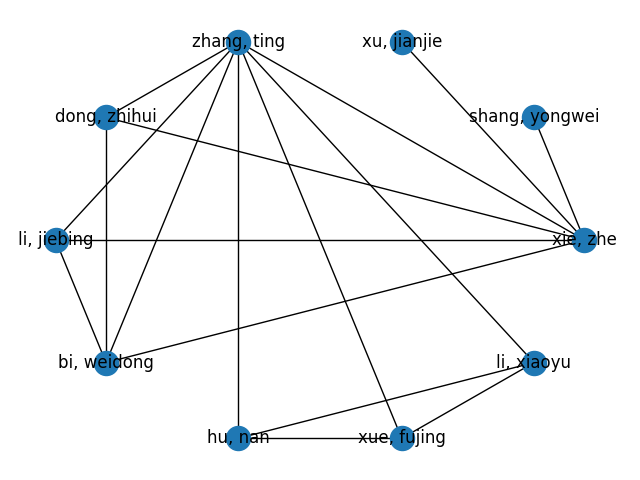 zhang, ting
xu, jianjie
dong, zhihui
shang, yongwei
li, jiebing
xie, zhe
bi, weidong
li, xiaoyu
hu, nan
xue, fujing